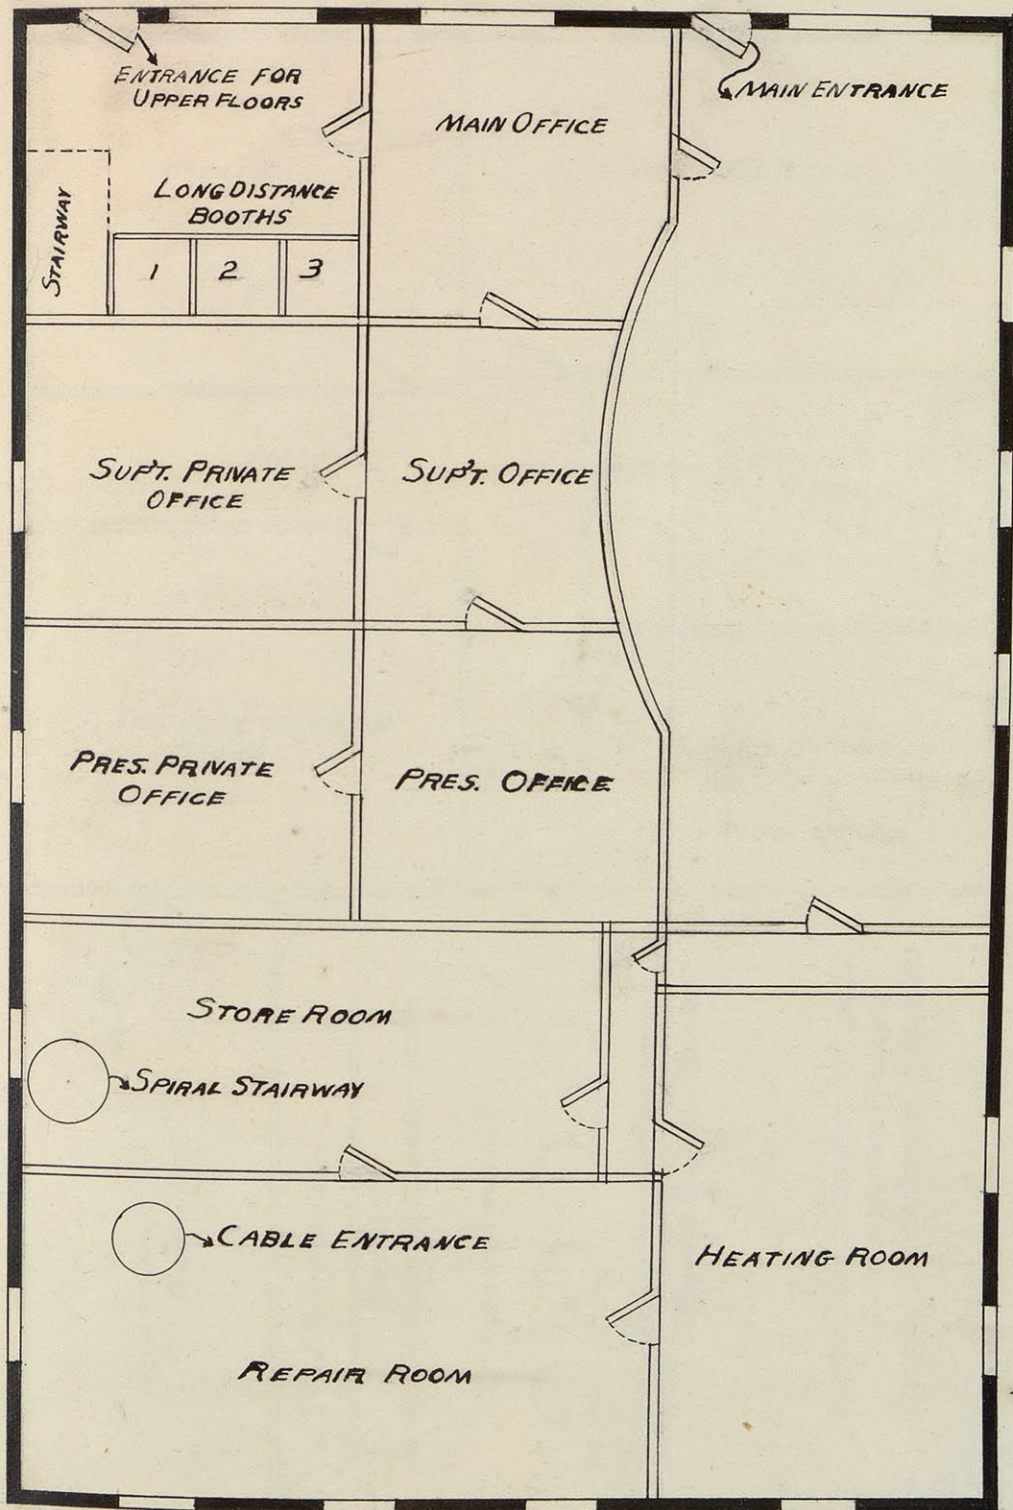 ENTRANCE FOR
UPPER FLOORS
MAIN OFFICE
MAIN ENTRANCE
STAIRWAY
LONG DISTANCE
BOOTHS
1 2 3
SUP'T. PRIVATE
OFFICE
SUP'T. OFFICE
PRES. PRIVATE
OFFICE
PRES. OFFICE
STORE ROOM
SPIRAL STAIRWAY
CABLE ENTRANCE
HEATING ROOM
REPAIR ROOM